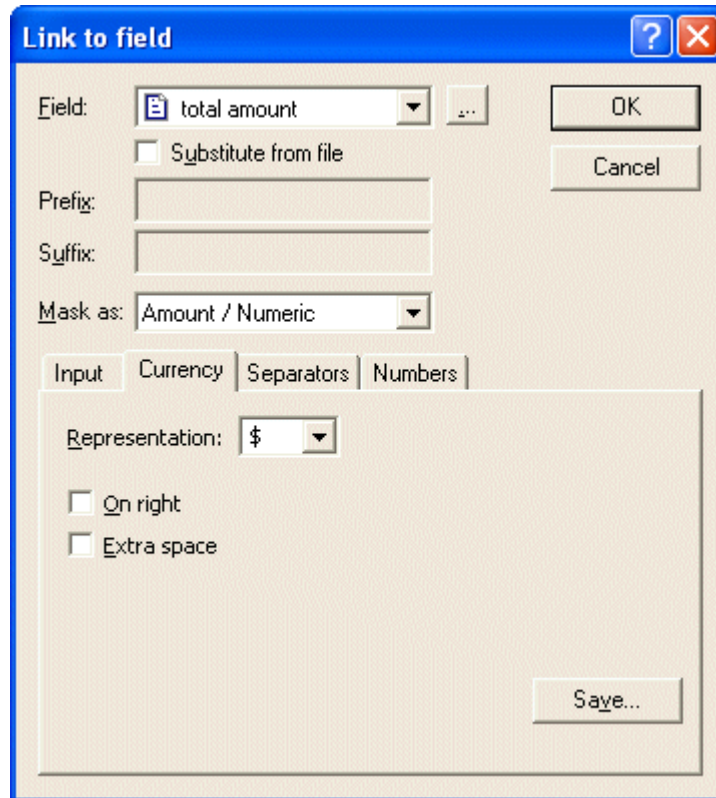 Link to field
Field: total amount ...
OK
Substitute from file
Cancel
Prefix:
Suffix:
Mask as: Amount / Numeric
Input Currency Separators Numbers
Representation: $
On right
Extra space
Save...